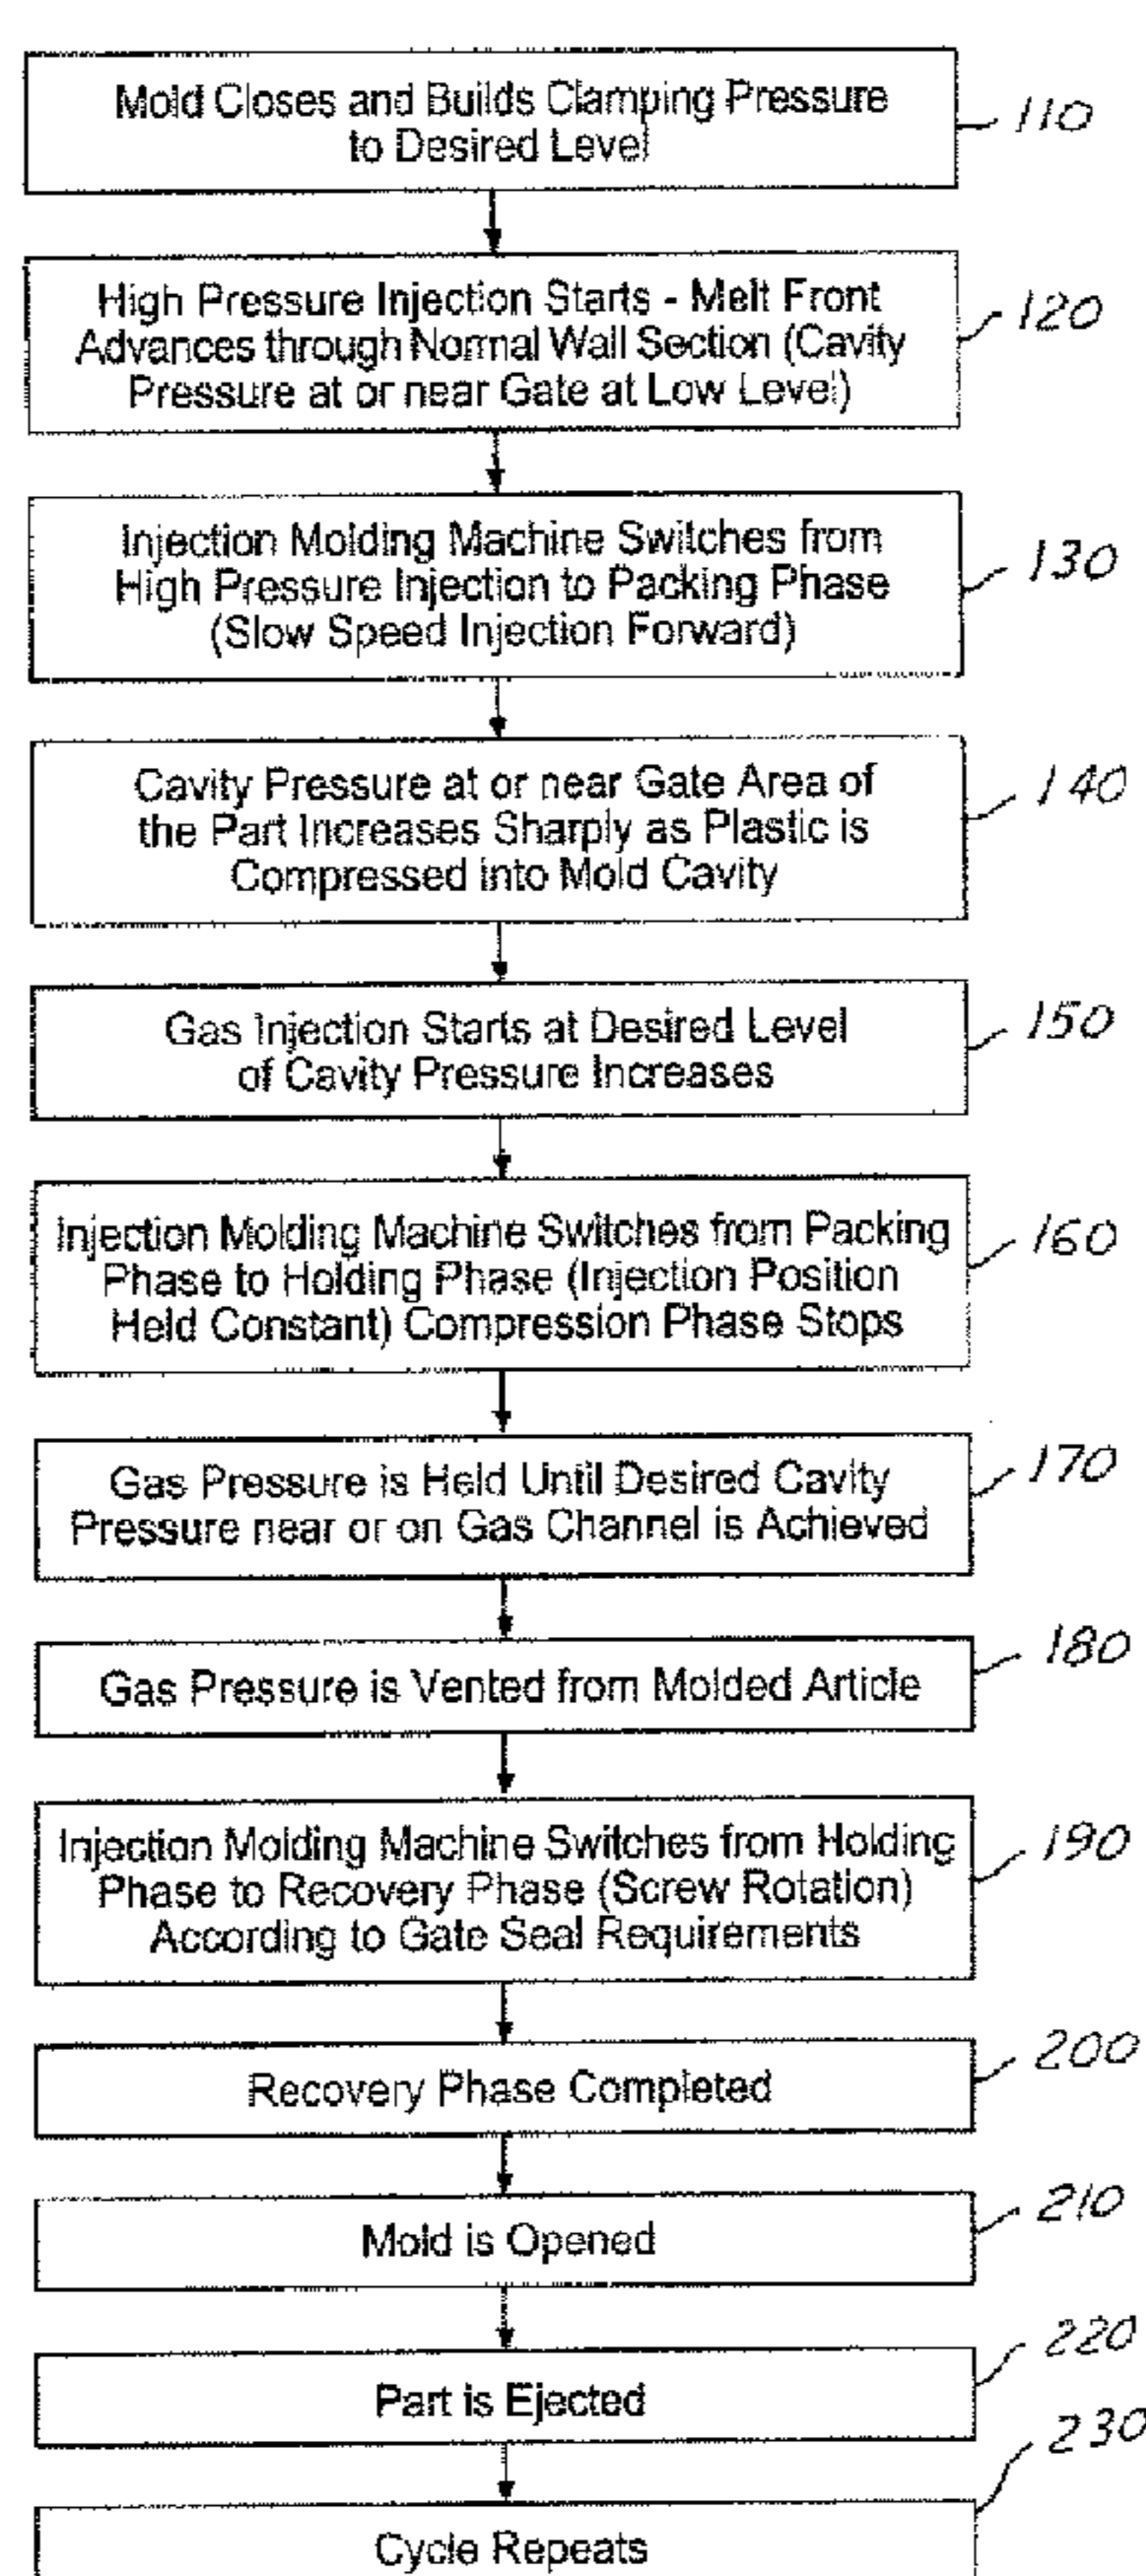 Mold Closes and Builds Clamping Pressure
to Desired Level
110
High Pressure Injection Starts - Melt Front
Advances through Normal Wall Section (Cavity
Pressure at or near Gate at Low Level)
120
Injection Molding Machine Switches from
High Pressure Injection to Packing Phase
(Slow Speed Injection Forward)
130
Cavity Pressure at or near Gate Area of
the Part Increases Sharply as Plastic is
Compressed into Mold Cavity
140
Gas Injection Starts at Desired Level
of Cavity Pressure Increases
150
Injection Molding Machine Switches from Packing
Phase to Holding Phase (Injection Position
Held Constant) Compression Phase Stops
160
Gas Pressure is Held Until Desired Cavity
Pressure near or on Gas Channel is Achieved
170
Gas Pressure is Vented from Molded Article
180
Injection Molding Machine Switches from Holding
Phase to Recovery Phase (Screw Rotation)
According to Gate Seal Requirements
190
Recovery Phase Completed
200
Mold is Opened
210
Part is Ejected
220
Cycle Repeats
230